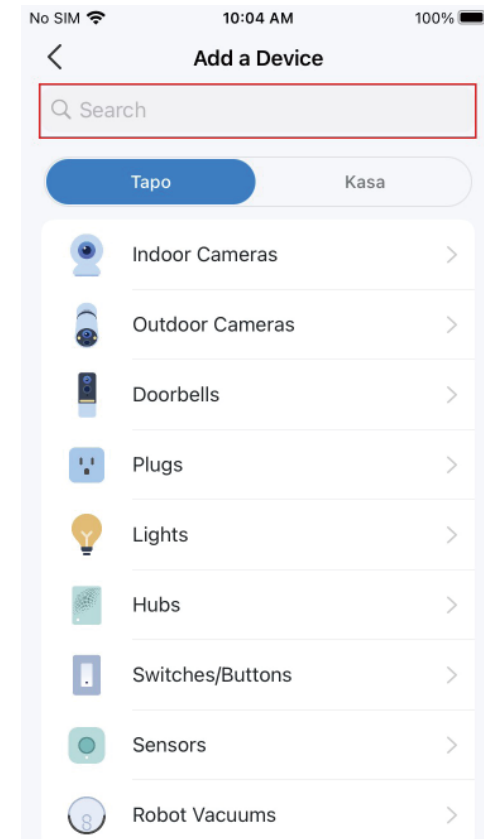 No SIM 10:04 AM 100%
Add a Device
Search
Tapo Kasa
Indoor Cameras
Outdoor Cameras
Doorbells
Plugs
Lights
Hubs
Switches/Buttons
Sensors
8 Robot Vacuums